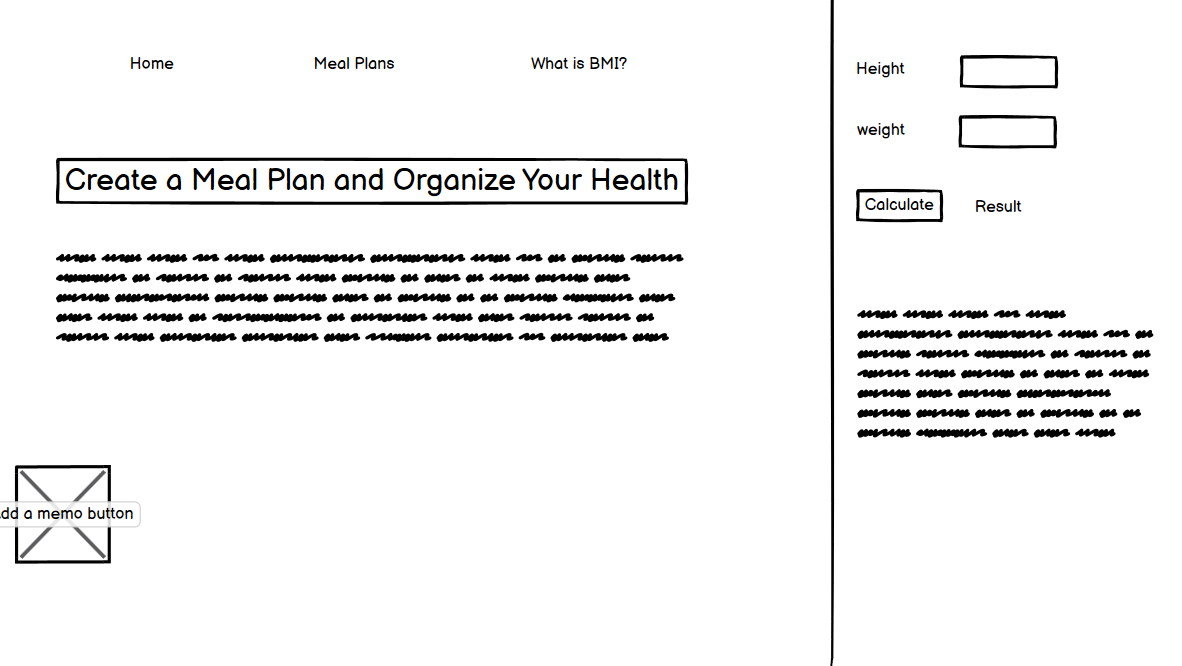 Home
Meal Plans
What is BMI?
Create a Meal Plan and Organize Your Health
a memo button
Height
weight
Calculate
Result